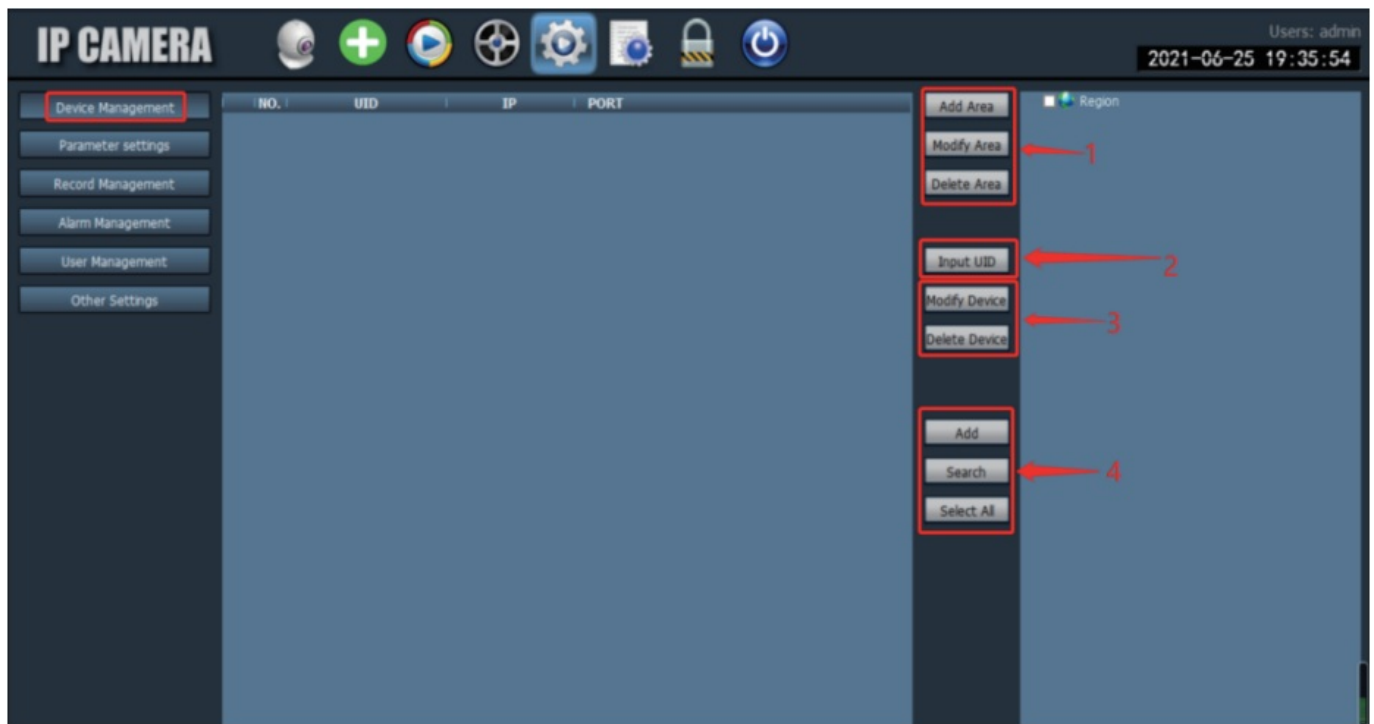 IP CAMERA
Users: admin
2021-06-25 19:35:54
Device Management
Parameter settings
Record Management
Alarm Management
User Management
Other Settings
NO. UID IP PORT
Add Area
Modify Area
Delete Area
1
Input UID
2
Modify Device
Delete Device
3
Add
Search
Select All
4
Region